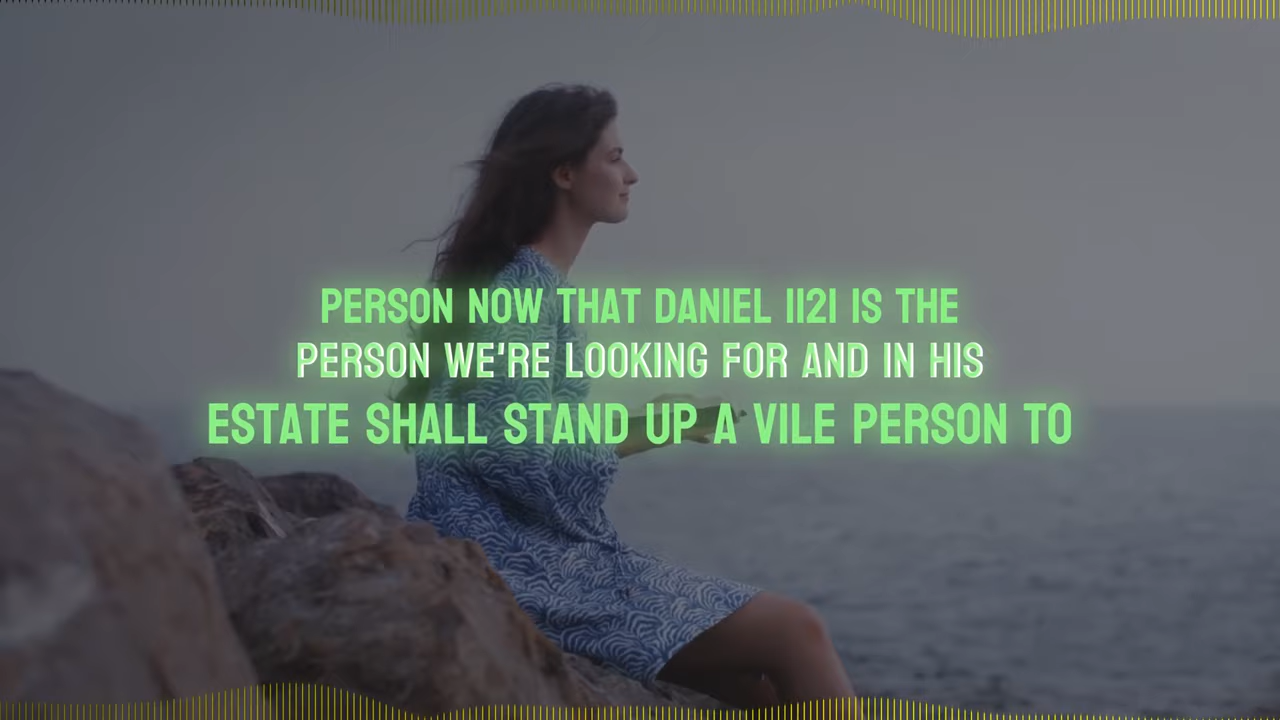 PERSON NOW THAT DANIEL 1121 IS THE
PERSON WE'RE LOOKING FOR AND IN HIS
ESTATE SHALL STAND UP A VILE PERSON TO